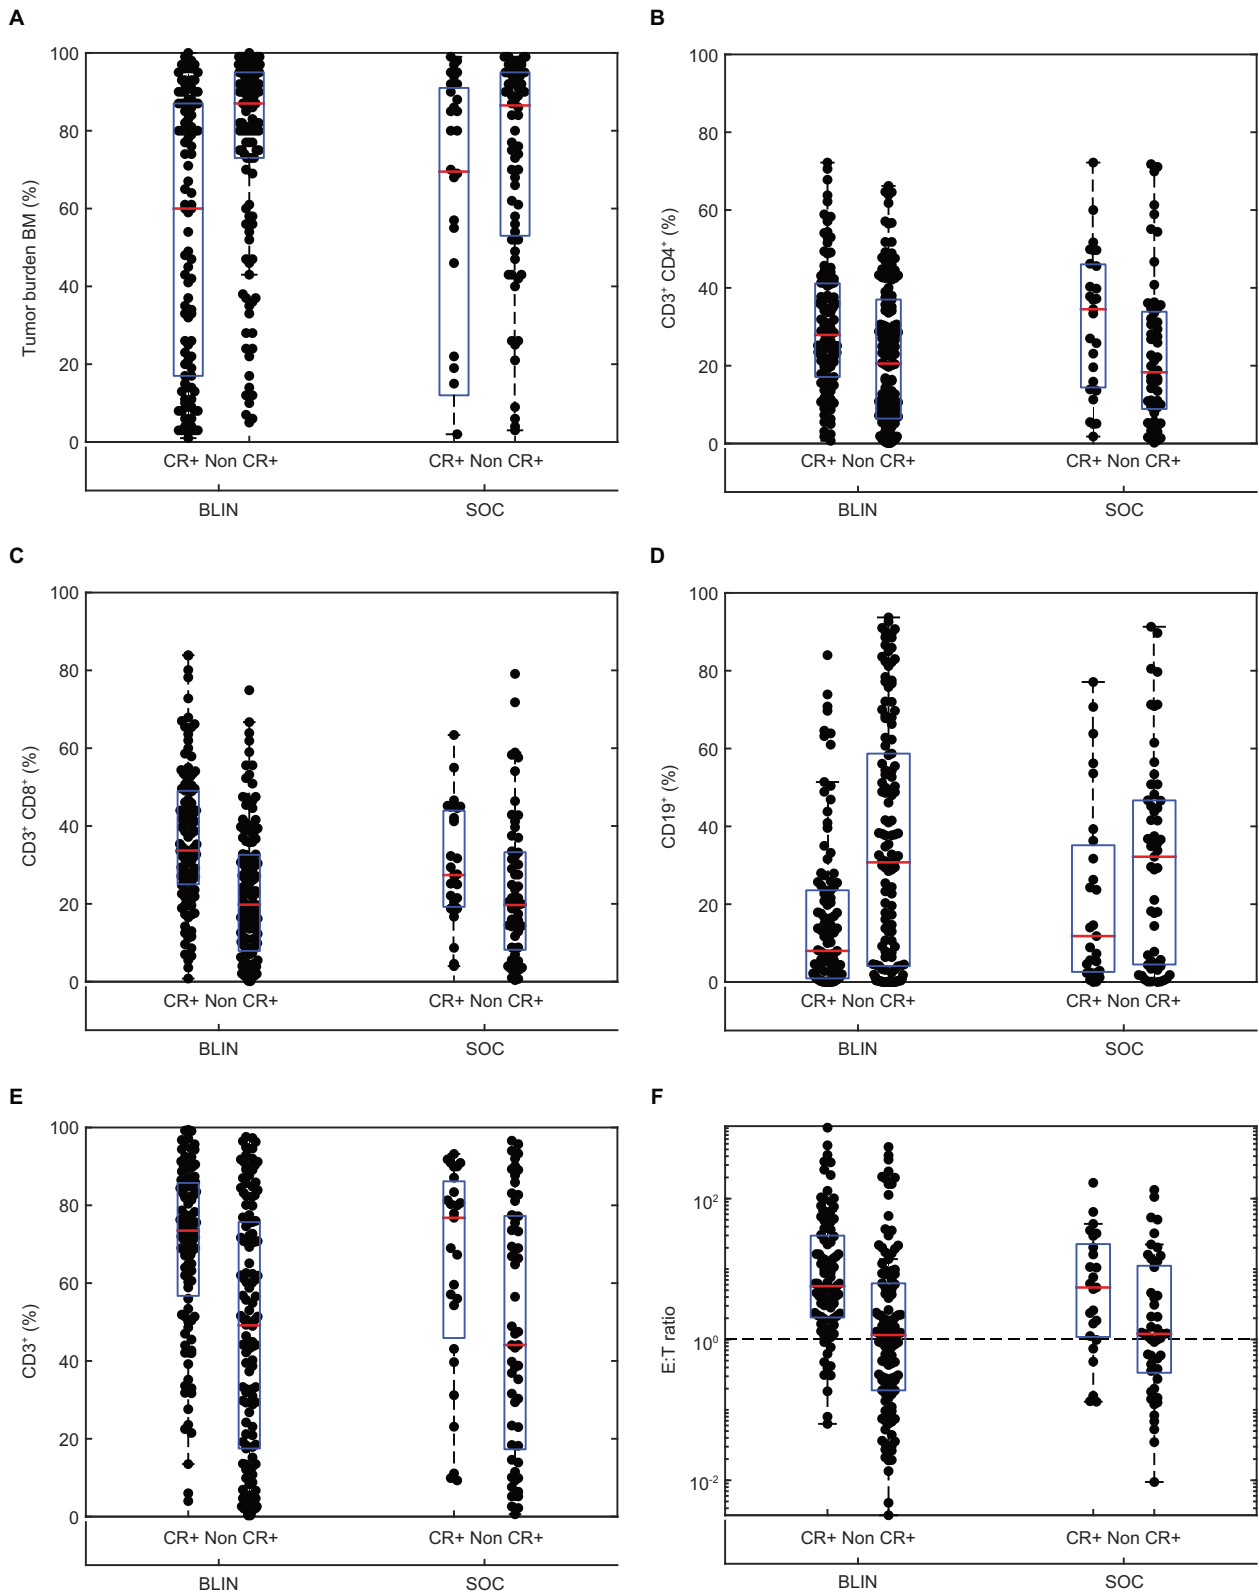 A
Tumor burden BM (%)
100
80
60
40
20
0
CR+ Non CR+ CR+ Non CR+
BLIN SOC
B
CD3⁺ CD4⁺ (%)
100
80
60
40
20
0
CR+ Non CR+ CR+ Non CR+
BLIN SOC
C
CD3⁺ CD8⁺ (%)
100
80
60
40
20
0
CR+ Non CR+ CR+ Non CR+
BLIN SOC
D
CD19⁺ (%)
100
80
60
40
20
0
CR+ Non CR+ CR+ Non CR+
BLIN SOC
E
CD3⁺ (%)
100
80
60
40
20
0
CR+ Non CR+ CR+ Non CR+
BLIN SOC
F
E:T ratio
10²
10⁰
10⁻²
CR+ Non CR+ CR+ Non CR+
BLIN SOC